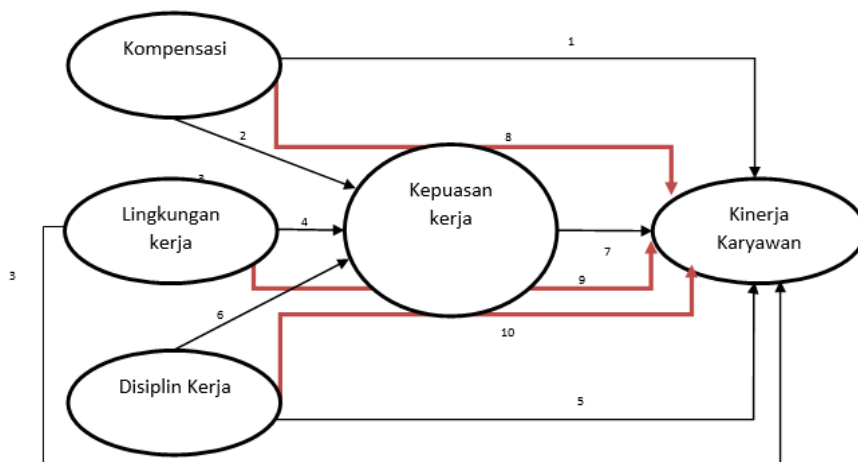 Kompensasi
1
2
8
3
Lingkungan
kerja
4
Kepuasan
kerja
7
Kinerja
Karyawan
3
9
6
10
Disiplin Kerja
5